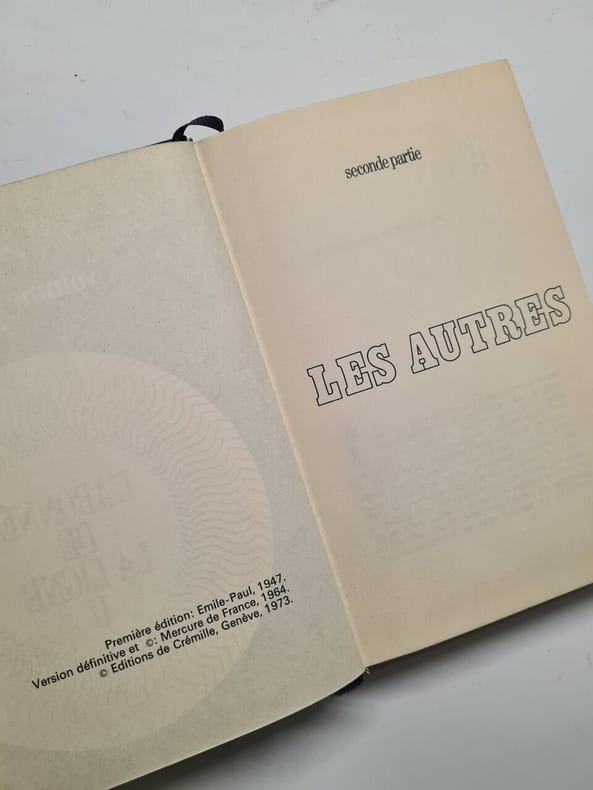 Première édition: Emile-Paul, 1947.
Version définitive et ©: Mercure de France, 1964.
© Editions de Crémille, Genève, 1973.
seconde partie
LES AUTRES